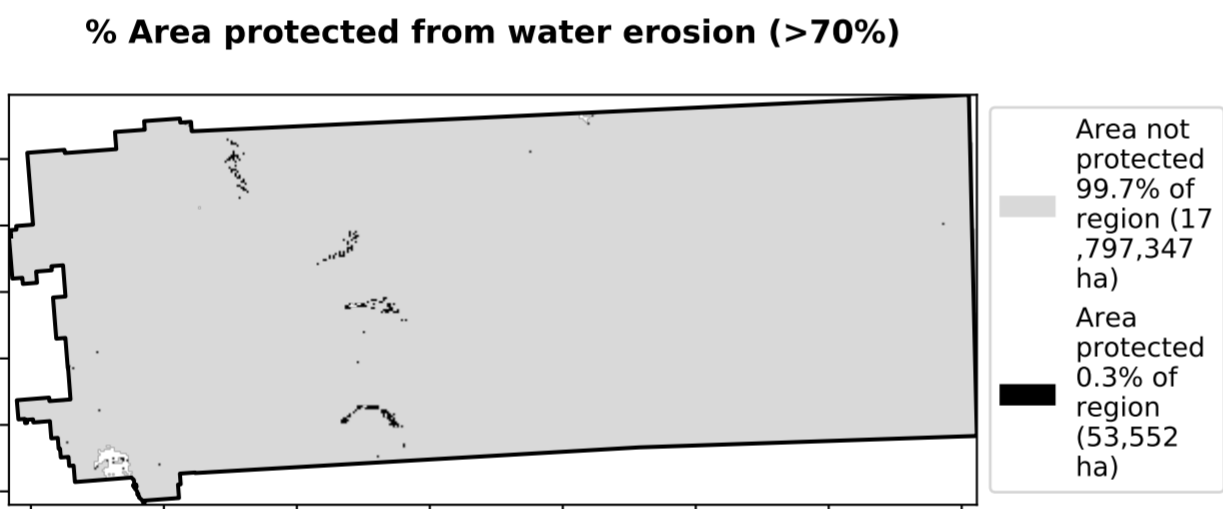 % Area protected from water erosion (>70%)
Area not
protected
99.7% of
region (17
,797,347
ha)
Area
protected
0.3% of
region
(53,552
ha)